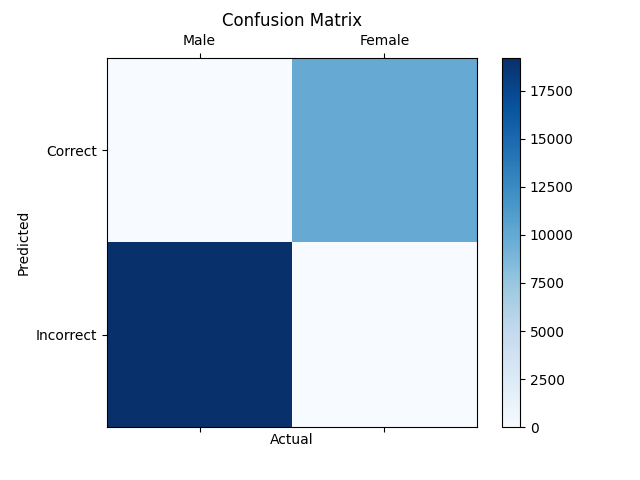 Confusion Matrix
Male Female
Correct
Incorrect
Predicted
Actual
17500
15000
12500
10000
7500
5000
2500
0